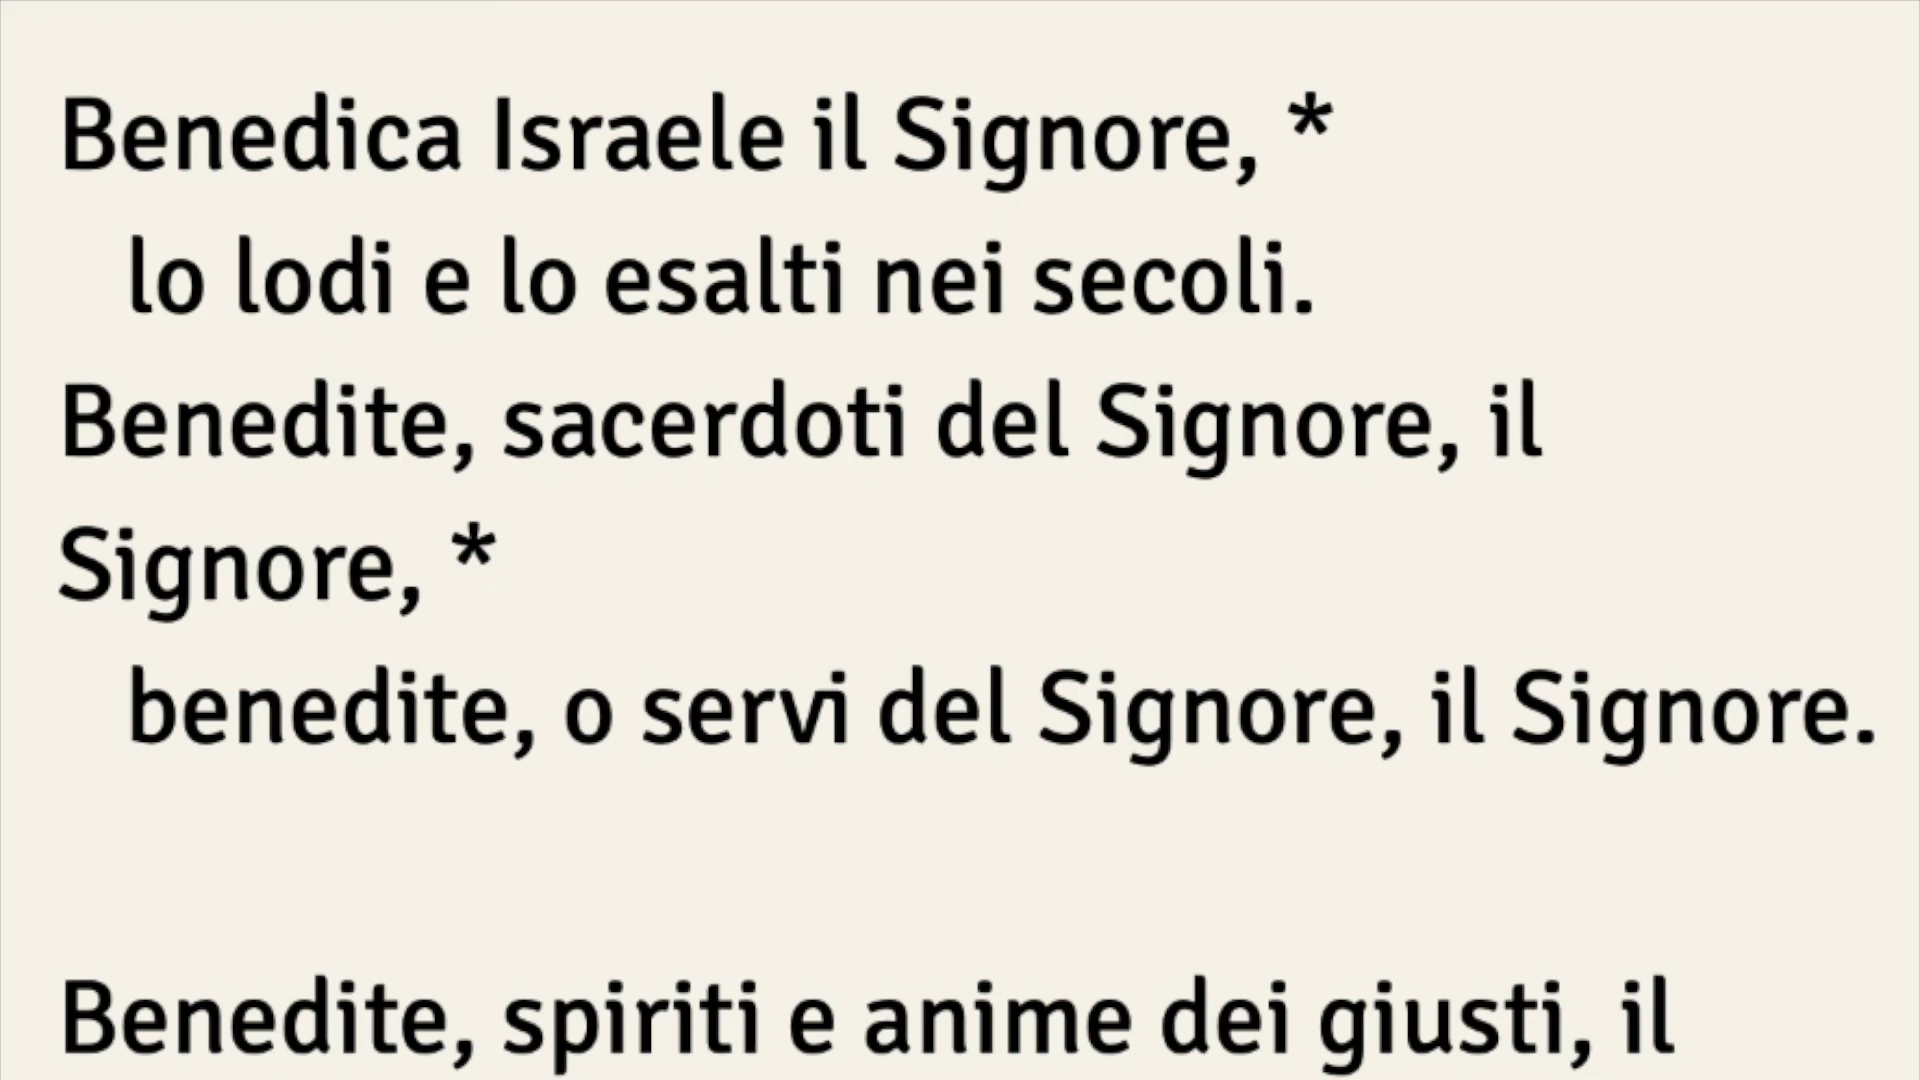 Benedica Israele il Signore, *
lo lodi e lo esalti nei secoli.
Benedite, sacerdoti del Signore, il
Signore, *
benedite, o servi del Signore, il Signore.
Benedite, spiriti e anime dei giusti, il